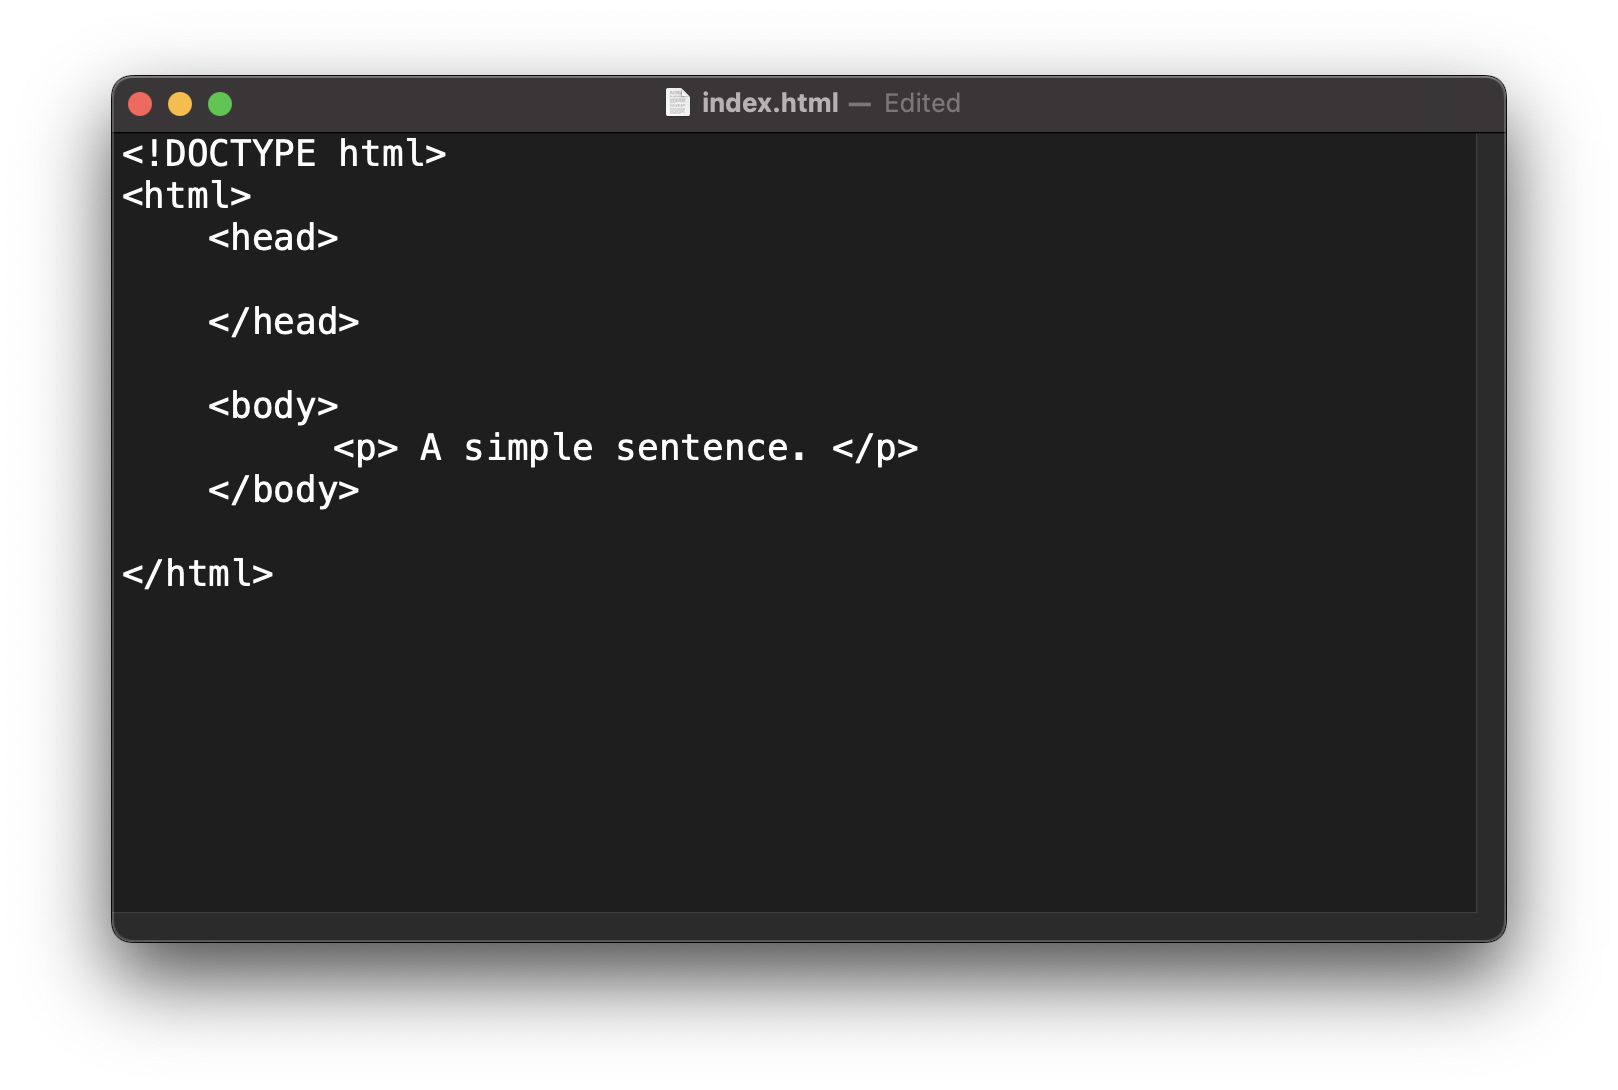 index.html — Edited
<!DOCTYPE html>
<html>
<head>
</head>
<body>
<p> A simple sentence. </p>
</body>
</html>